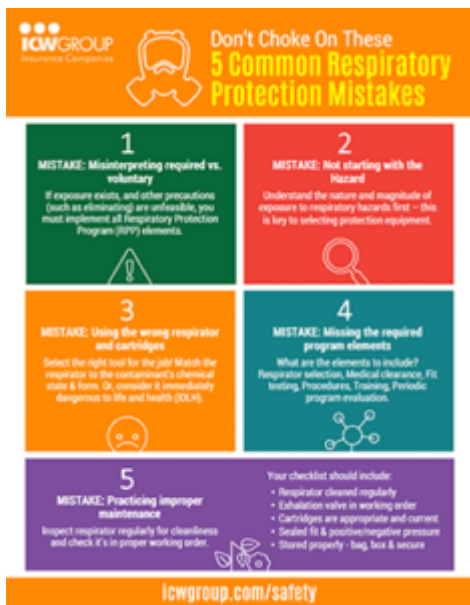 ICWGROUP
Insurance Companies
Don't Choke On These
5 Common Respiratory
Protection Mistakes
1
MISTAKE: Misinterpreting required vs.
voluntary
If exposure exists, and other precautions
(such as eliminating) are unfeasible, you
must implement all Respiratory Protection
Program (RPP) elements.
2
MISTAKE: Not starting with the
Hazard
Understand the nature and magnitude of
exposure to respiratory hazards first – this
is key to selecting protection equipment.
3
MISTAKE: Using the wrong respirator
and cartridges
Select the right tool for the job! Match the
respirator to the contaminant's chemical
state & form. Or, consider it immediately
dangerous to life and health (IDLH).
4
MISTAKE: Missing the required
program elements
What are the elements to include?
Respirator selection, Medical clearance, Fit
testing, Procedures, Training, Periodic
program evaluation.
5
MISTAKE: Practicing improper
maintenance
Inspect respirator regularly for cleanliness
and check it's in proper working order.
Your checklist should include:
• Respirator cleaned regularly
• Exhalation valve in working order
• Cartridges are appropriate and current
• Sealed fit & positive/negative pressure
• Stored properly - bag, box & secure
icwgroup.com/safety